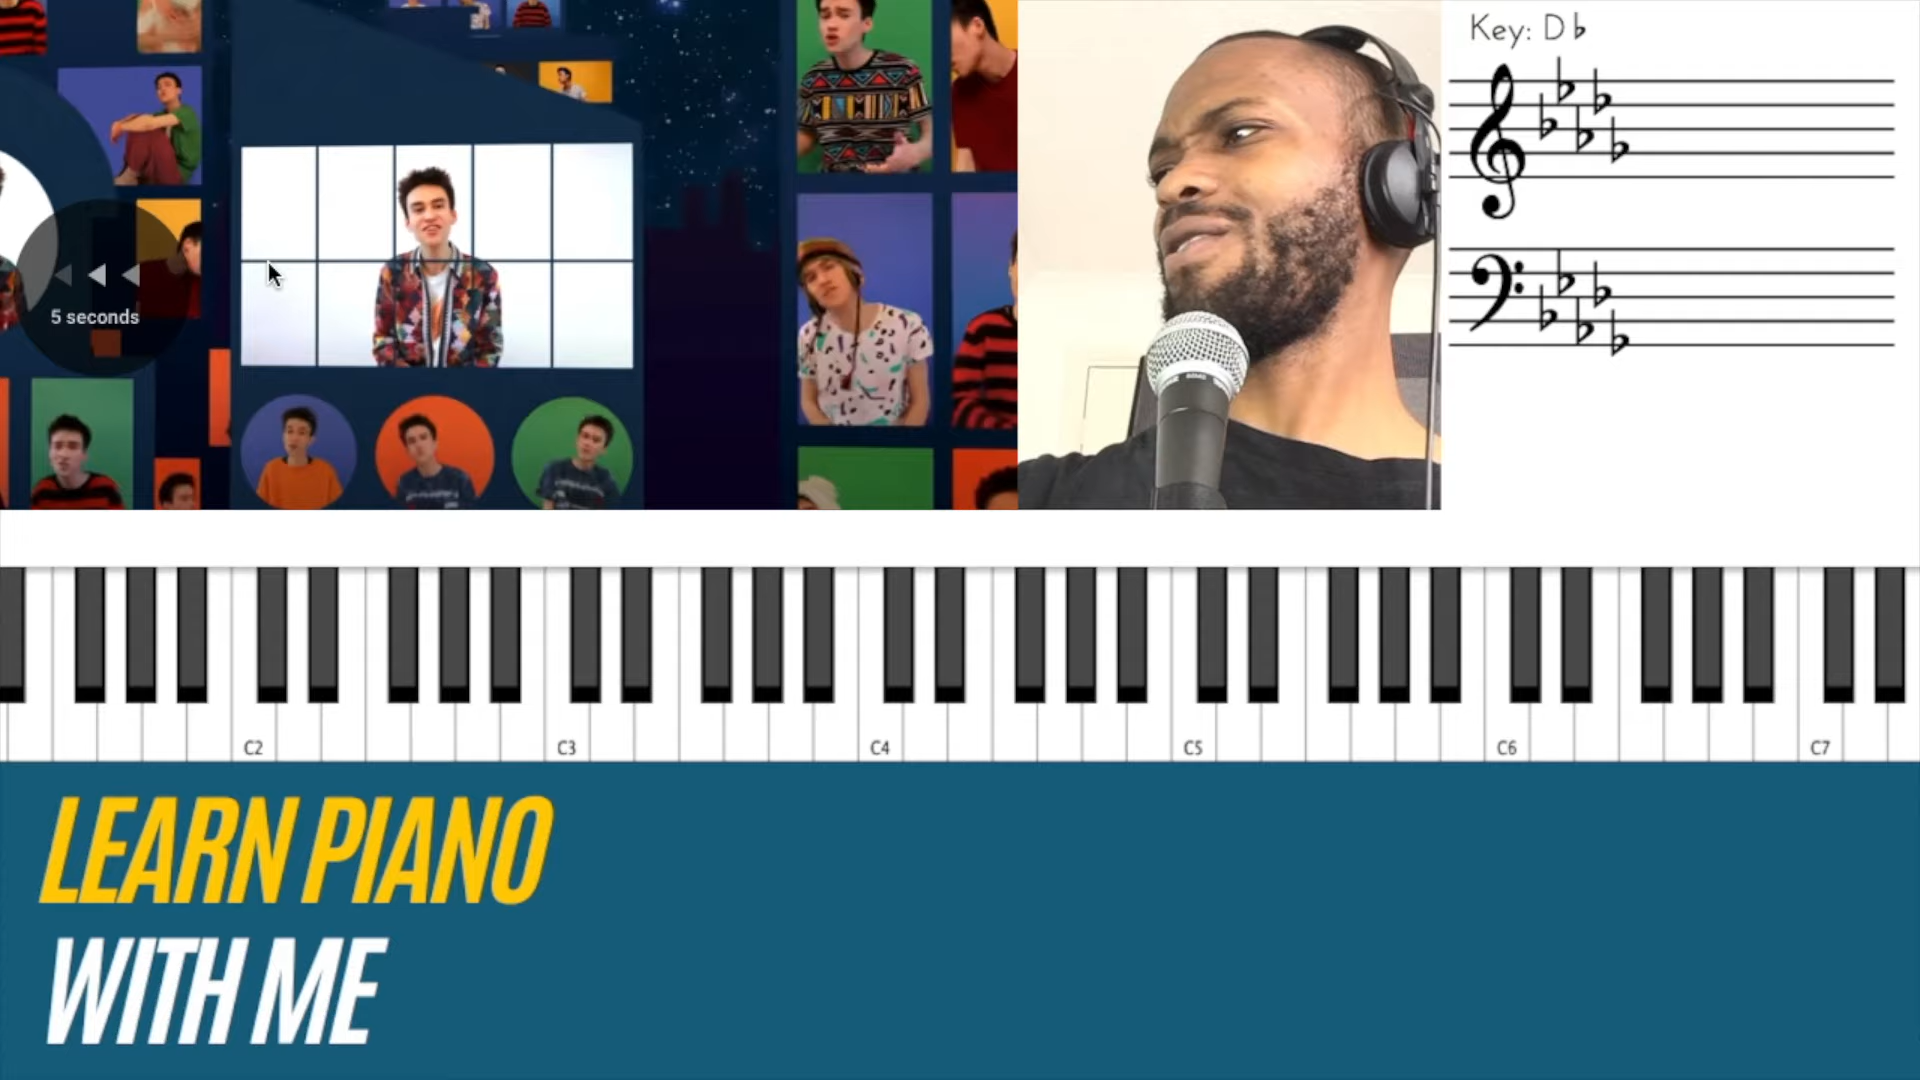 Key: D♭
5 seconds
C2 C3 C4 C5 C6 C7
LEARN PIANO
WITH ME